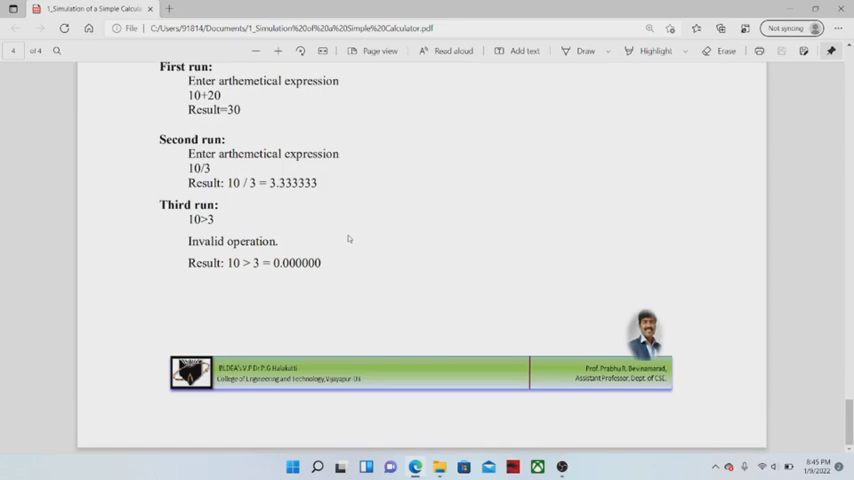 1_Simulation of a Simple Calcula
File
C:/Users/91814/Documents/1_Simulation%20of%20a%20Simple%20Calculator.pdf
Not syncing
4 of 4
Page view
Read aloud
Add text
Draw
Highlight
Erase
First run:
Enter arthemetical expression
10+20
Result=30
Second run:
Enter arthemetical expression
10/3
Result: 10 / 3 = 3.333333
Third run:
10>3
Invalid operation.
Result: 10 > 3 = 0.000000
BLDEA's V.P Dr P.G Halakatti
College of Engineering and Technology, Vijayapur-03
Prof. Prabhu R. Bevinamarad,
Assistant Professor, Dept. of CSE.
8:45 PM
1/9/2022